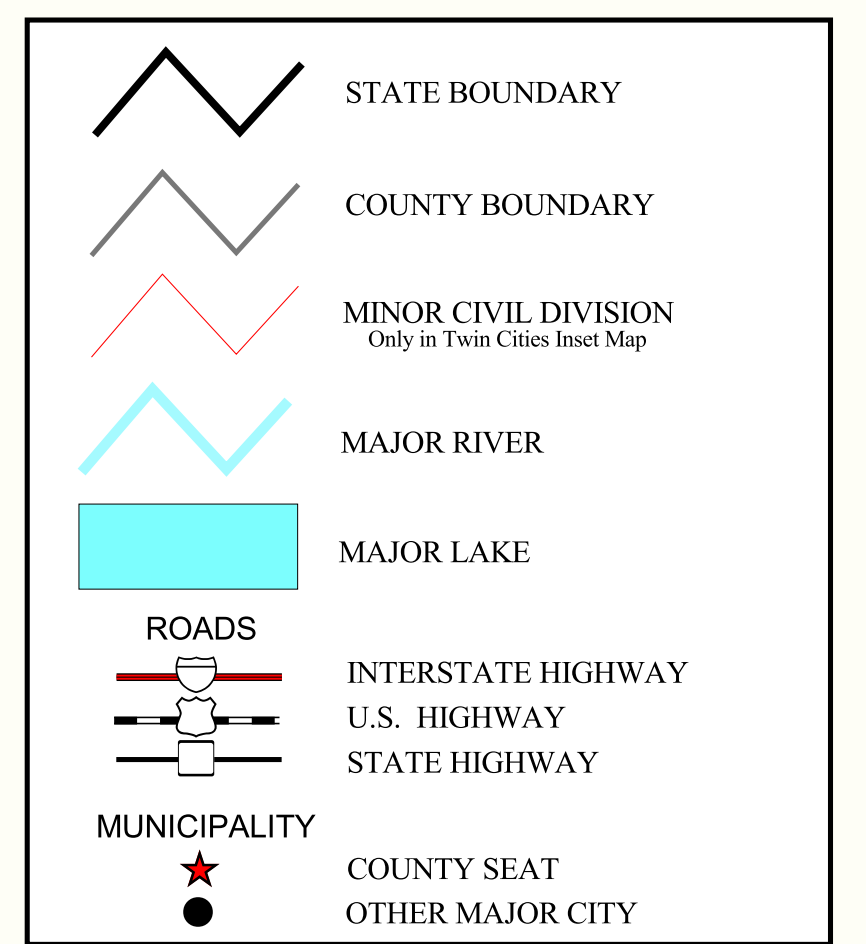 STATE BOUNDARY
COUNTY BOUNDARY
MINOR CIVIL DIVISION
Only in Twin Cities Inset Map
MAJOR RIVER
MAJOR LAKE
ROADS
INTERSTATE HIGHWAY
U.S. HIGHWAY
STATE HIGHWAY
MUNICIPALITY
COUNTY SEAT
OTHER MAJOR CITY